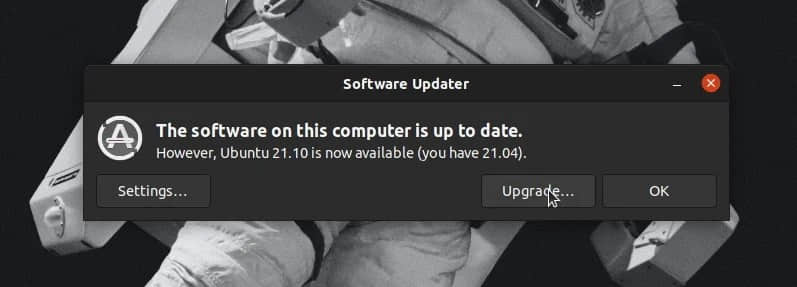 Software Updater
The software on this computer is up to date.
However, Ubuntu 21.10 is now available (you have 21.04).
Settings…
Upgrade…
OK